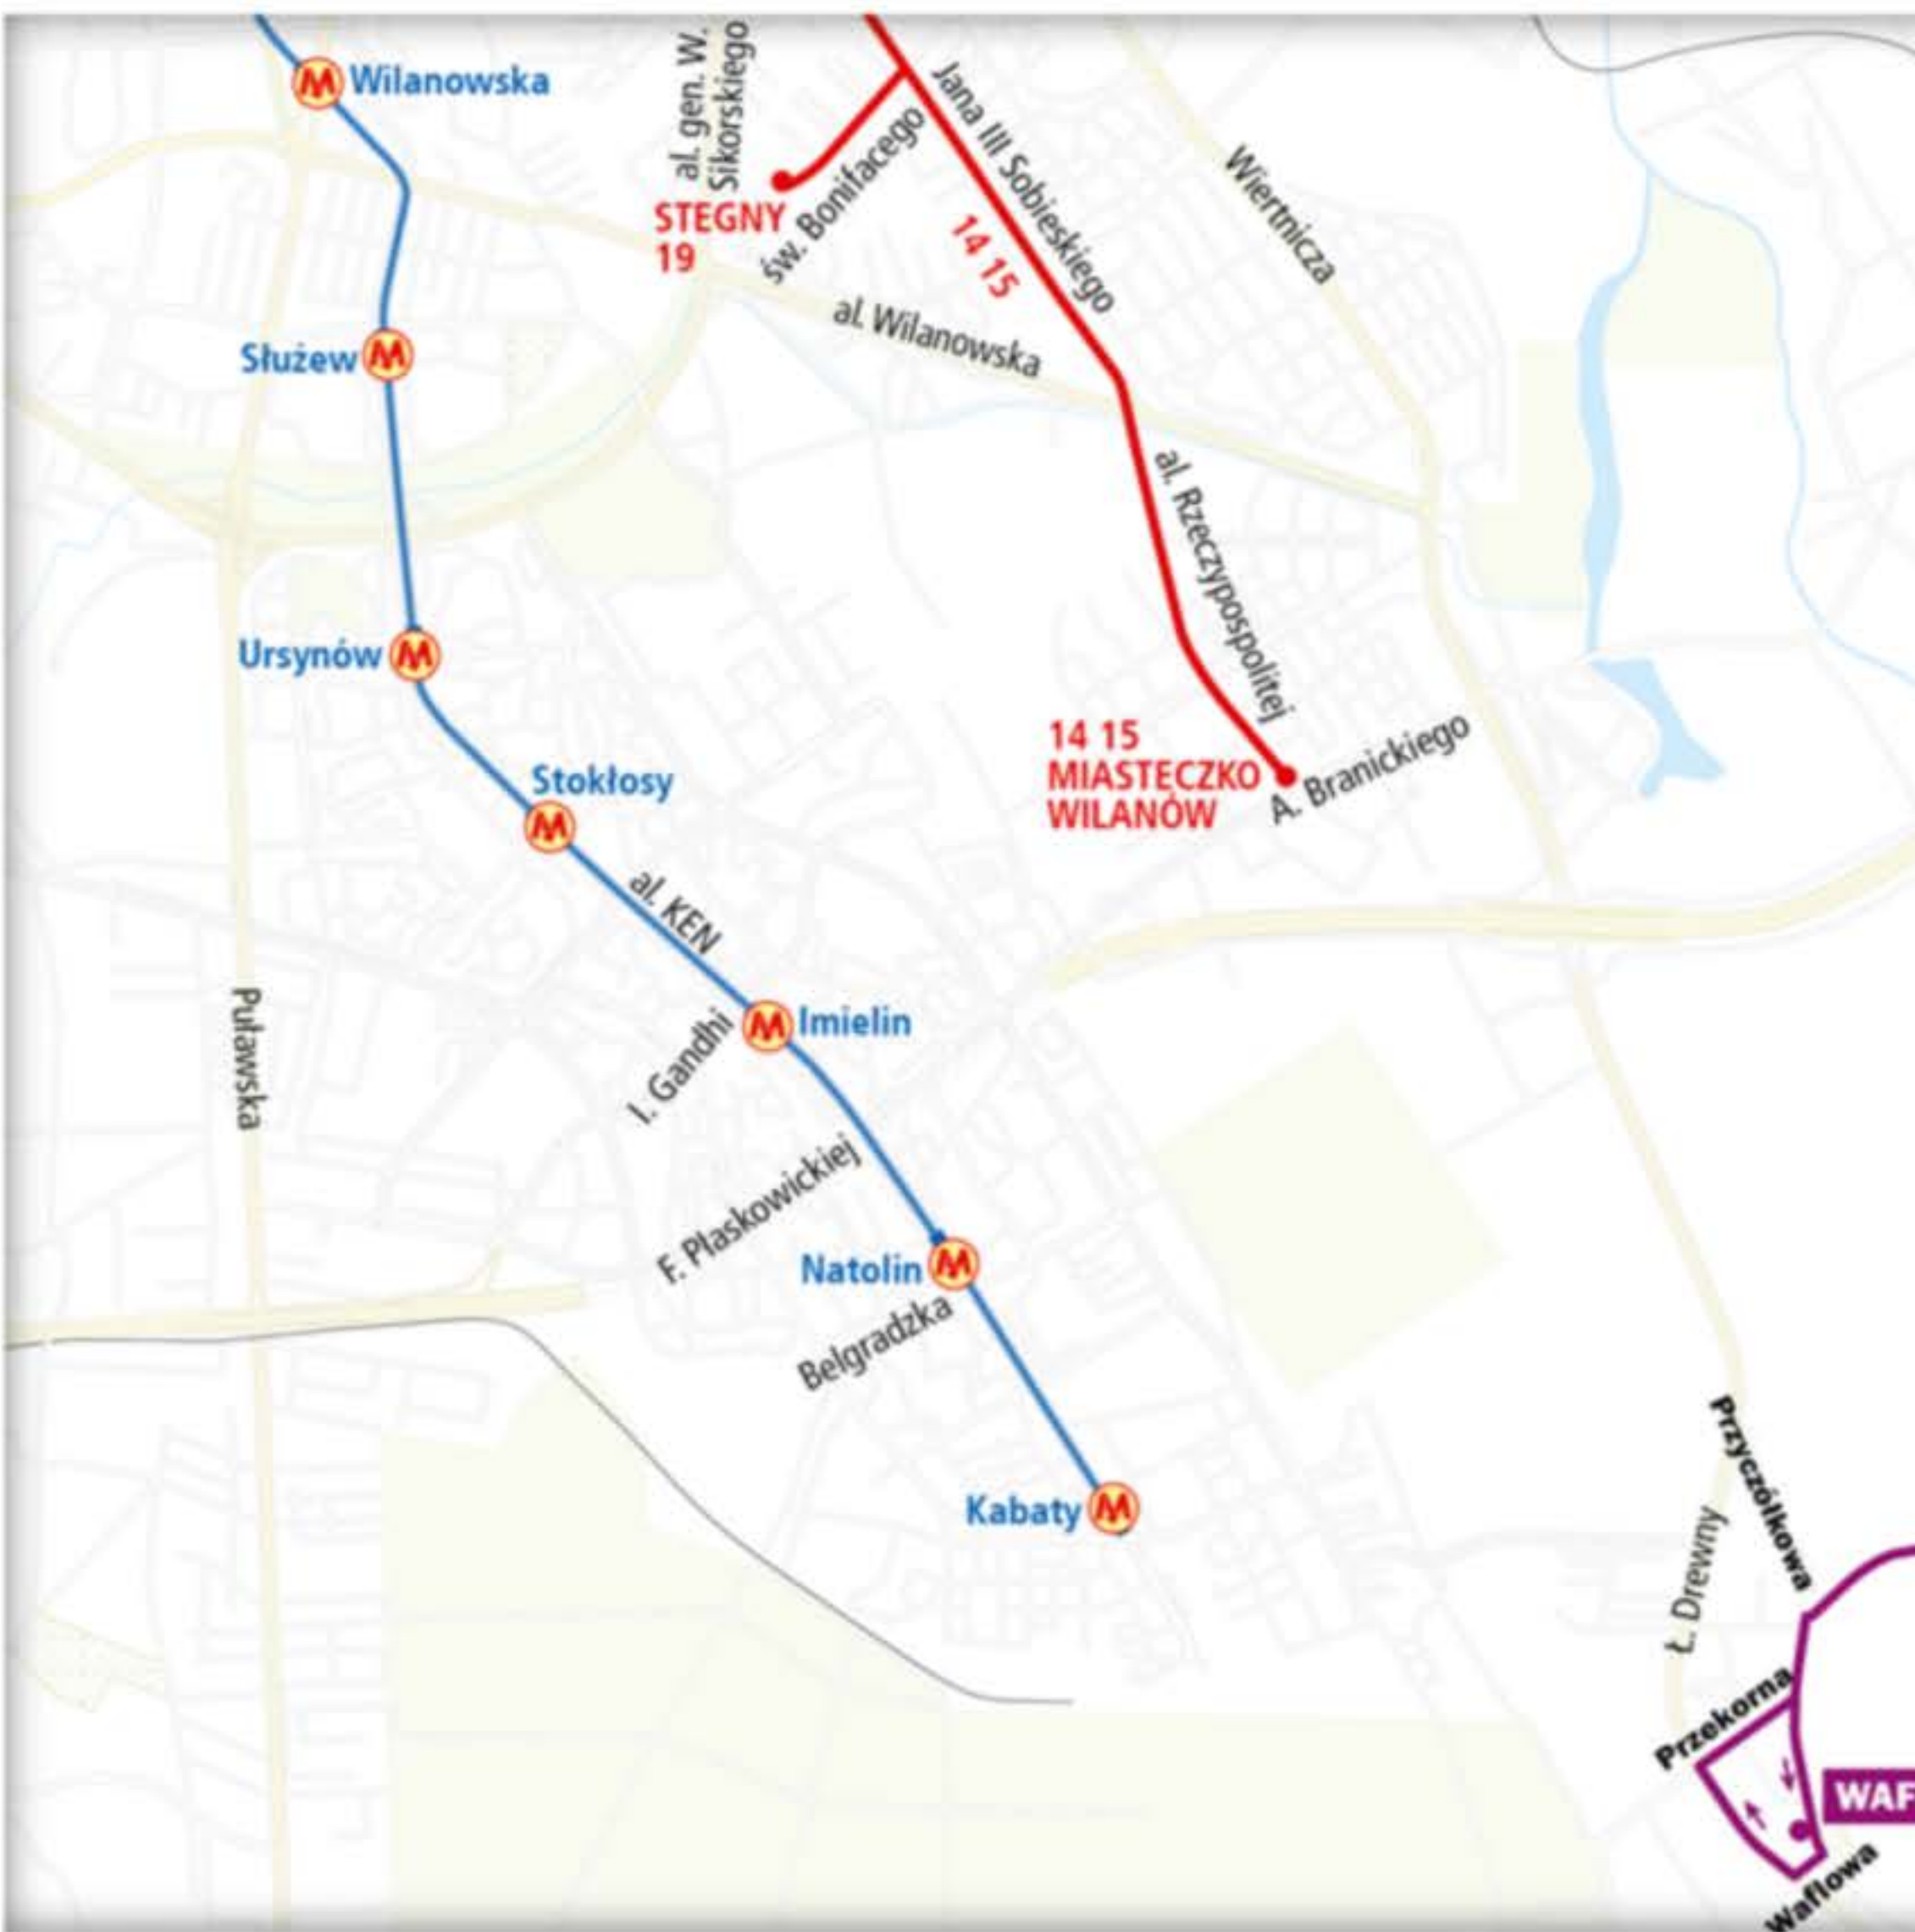 Wilanowska
al. gen. W.
Sikorskiego
Jana III Sobieskiego
św. Bonifacego
STEGNY
19
14 15
Wiertnicza
al. Wilanowska
Służew
al. Rzeczypospolitej
Ursynów
14 15
MIASTECZKO
WILANÓW
A. Branickiego
Stokłosy
al. KEN
Puławska
Imielin
I. Gandhi
F. Płaskowickiej
Natolin
Belgradzka
Kabaty
Przyczółkowa
Ł. Drewny
Przekorna
WAF
Waflowa